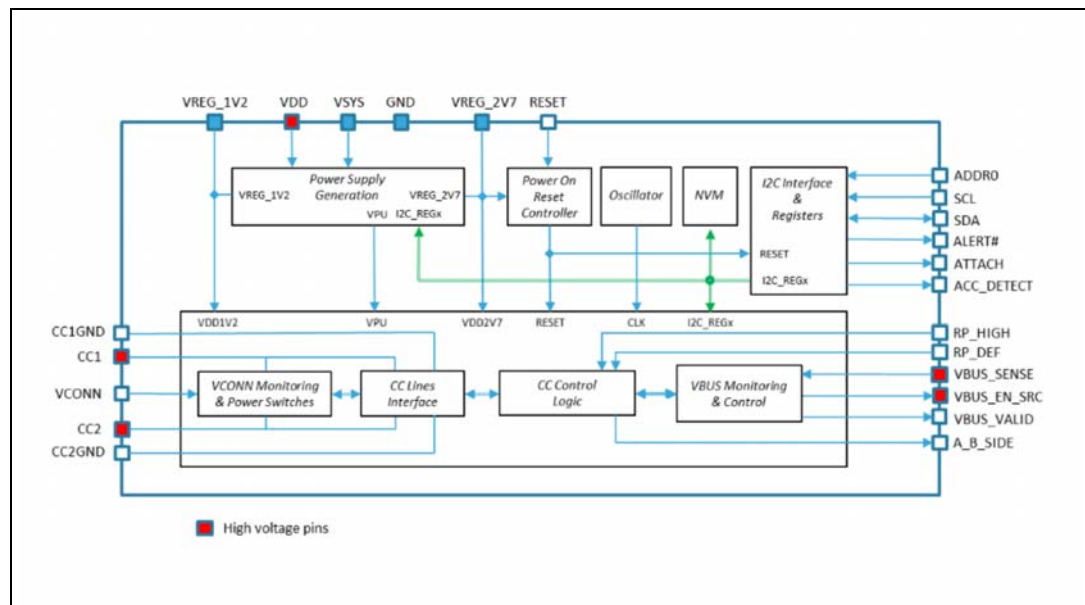 VREG_1V2 VDD VSYS GND VREG_2V7 RESET
Power Supply
Generation
VREG_1V2
VREG_2V7
VPU
I2C_REGx
Power On
Reset
Controller
Oscillator
NVM
I2C Interface
&
Registers
RESET
I2C_REGx
ADDR0
SCL
SDA
ALERT#
ATTACH
ACC_DETECT
VDD1V2 VPU VDD2V7 RESET CLK I2C_REGx
CC1GND
CC1
VCONN
CC2
CC2GND
VCONN Monitoring
& Power Switches
CC Lines
Interface
CC Control
Logic
VBUS Monitoring
& Control
RP_HIGH
RP_DEF
VBUS_SENSE
VBUS_EN_SRC
VBUS_VALID
A_B_SIDE
High voltage pins